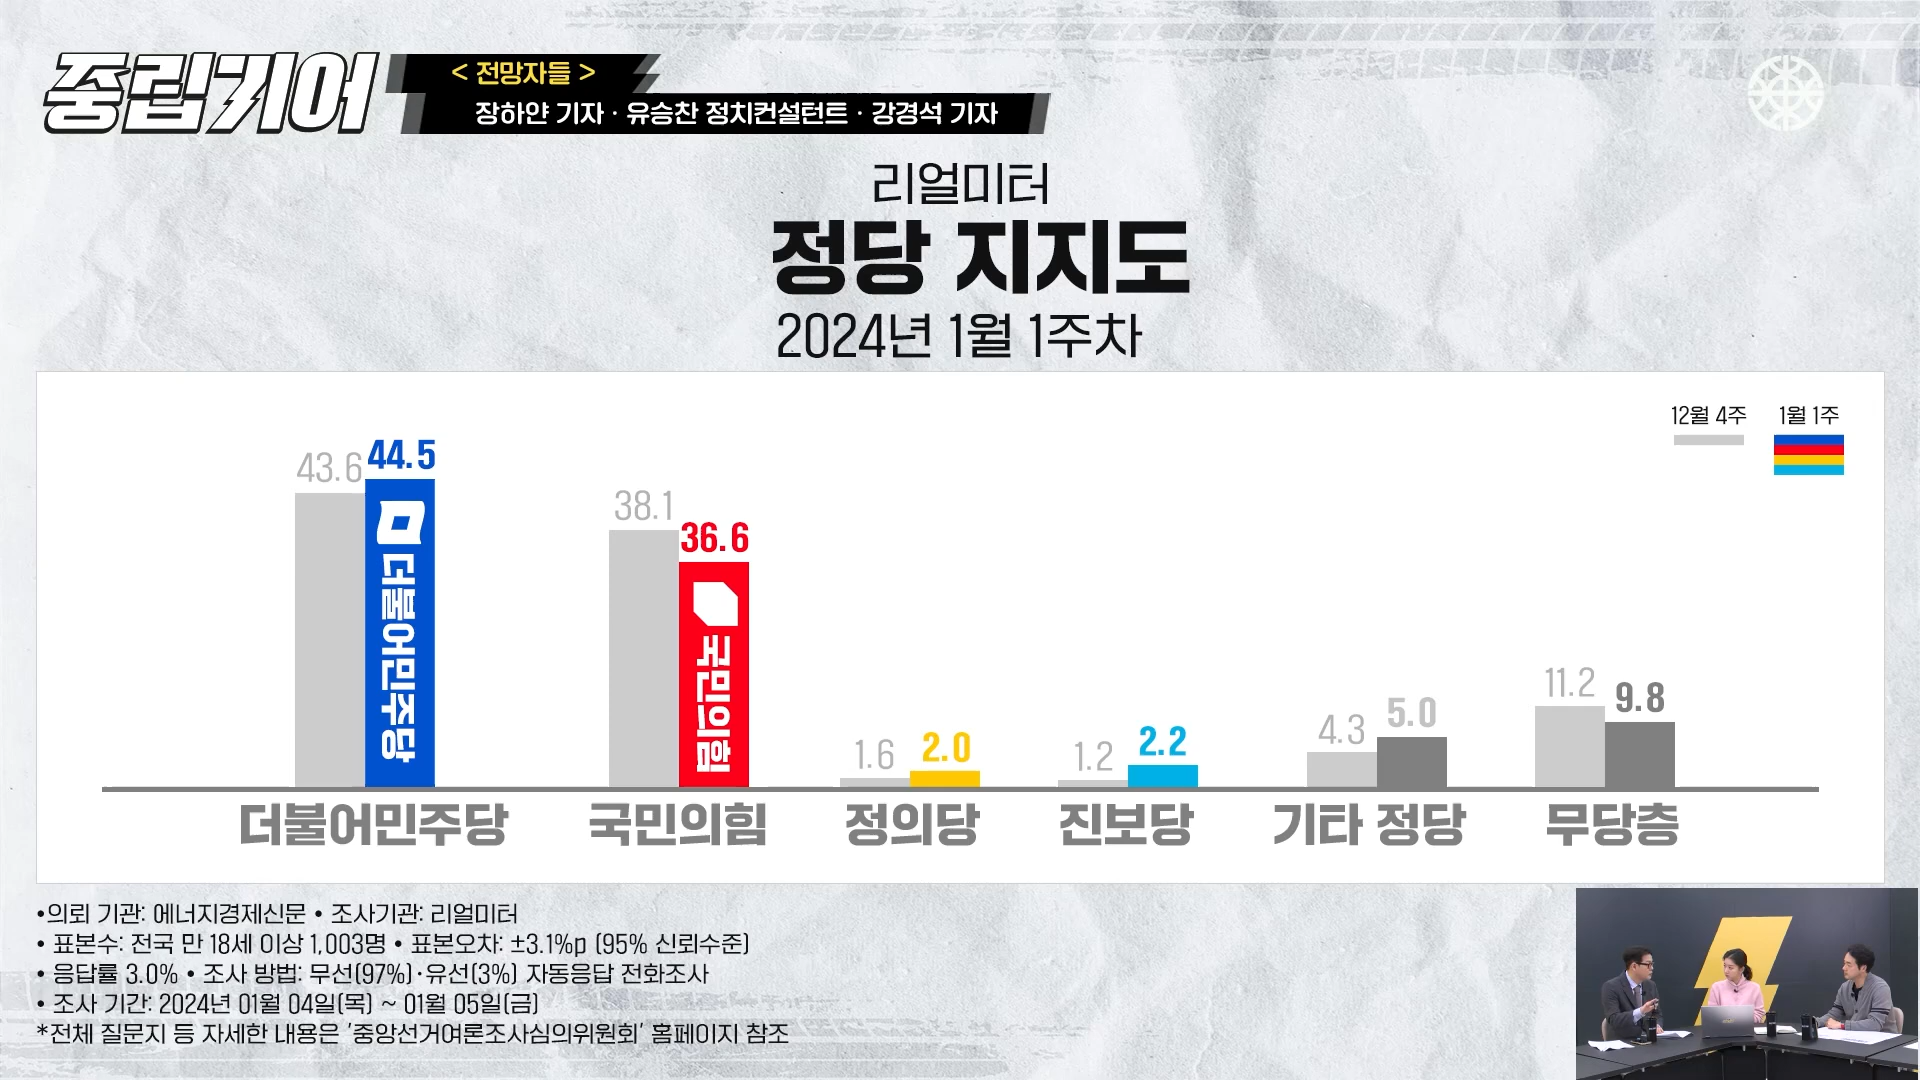 중립기어
< 전망자들 >
장하얀 기자 · 유승찬 정치컨설턴트 · 강경석 기자
리얼미터
정당 지지도
2024년 1월 1주차
12월 4주 1월 1주
43.6 44.5 38.1 36.6 1.6 2.0 1.2 2.2 4.3 5.0 11.2 9.8
더불어민주당
국민의힘
더불어민주당 국민의힘 정의당 진보당 기타 정당 무당층
•의뢰 기관: 에너지경제신문 • 조사기관: 리얼미터
• 표본수: 전국 만 18세 이상 1,003명 • 표본오차: ±3.1%p (95% 신뢰수준)
• 응답률 3.0% • 조사 방법: 무선(97%)·유선(3%) 자동응답 전화조사
• 조사 기간: 2024년 01월 04일(목) ~ 01월 05일(금)
*전체 질문지 등 자세한 내용은 '중앙선거여론조사심의위원회' 홈페이지 참조